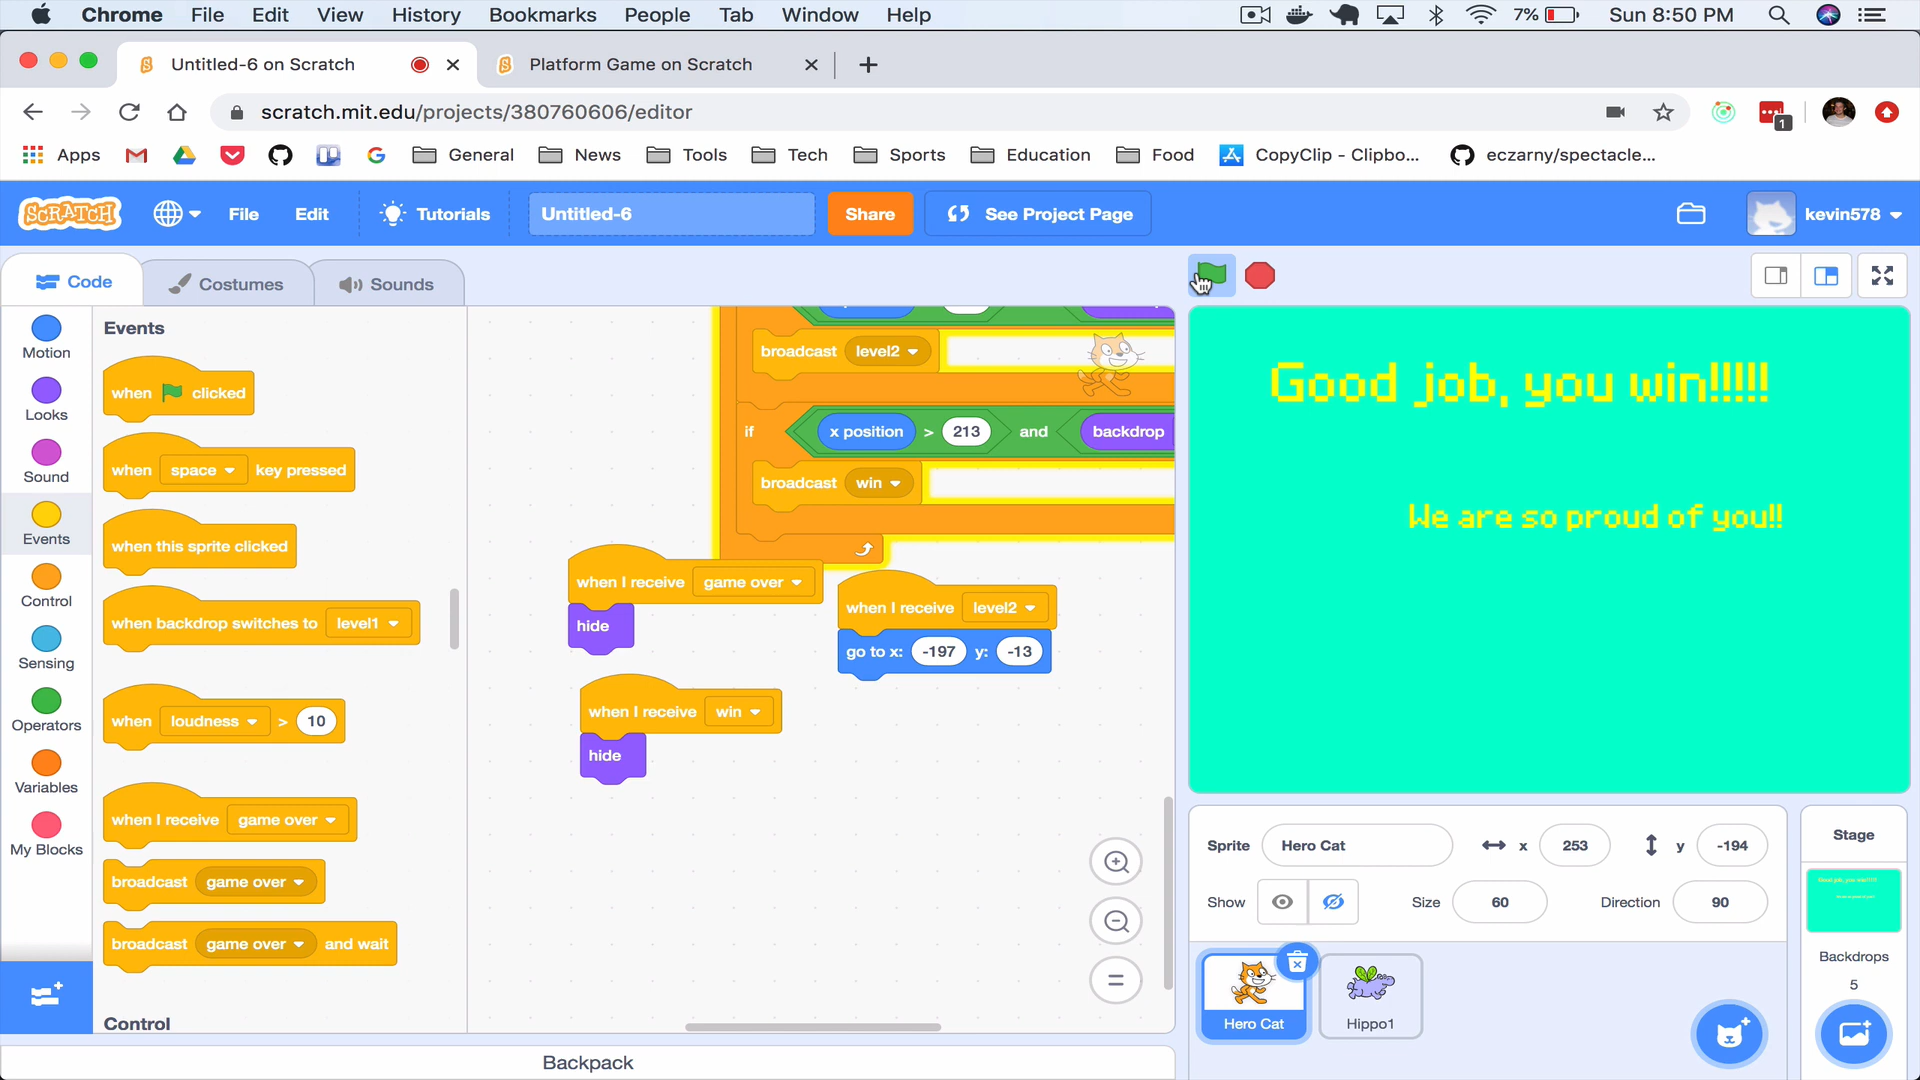 Chrome File Edit View History Bookmarks People Tab Window Help 7% Sun 8:50 PM
Untitled-6 on Scratch Platform Game on Scratch
scratch.mit.edu/projects/380760606/editor 1
Apps General News Tools Tech Sports Education Food CopyClip - Clipbo... eczarny/spectacle...
SCRATCH File Edit Tutorials Untitled-6 Share See Project Page kevin578
Code Costumes Sounds
Motion
Looks
Sound
Events
Control
Sensing
Operators
Variables
My Blocks
Events
when clicked
when space key pressed
when this sprite clicked
when backdrop switches to level1
when loudness > 10
when I receive game over
broadcast game over
broadcast game over and wait
Control
broadcast level2
if x position > 213 and backdrop
broadcast win
when I receive game over
hide
when I receive level2
go to x: -197 y: -13
when I receive win
hide
Backpack
Good job, you win!!!!!
We are so proud of you!!
Sprite Hero Cat x 253 y -194
Show Size 60 Direction 90
Hero Cat
Hippo1
Stage
Backdrops
5